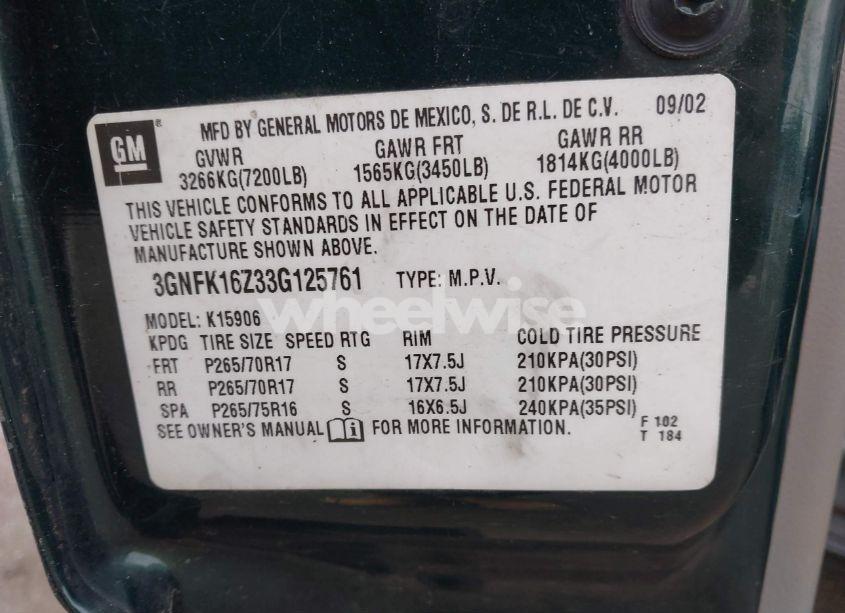 GM ®
MFD BY GENERAL MOTORS DE MEXICO, S. DE R.L. DE C.V. 09/02
GVWR GAWR FRT GAWR RR
3266KG(7200LB) 1565KG(3450LB) 1814KG(4000LB)
THIS VEHICLE CONFORMS TO ALL APPLICABLE U.S. FEDERAL MOTOR
VEHICLE SAFETY STANDARDS IN EFFECT ON THE DATE OF
MANUFACTURE SHOWN ABOVE.
3GNFK16Z33G125761 TYPE: M.P.V.
wheelwise
MODEL: K15906
KPDG TIRE SIZE SPEED RTG RIM COLD TIRE PRESSURE
FRT P265/70R17 S 17X7.5J 210KPA(30PSI)
RR P265/70R17 S 17X7.5J 210KPA(30PSI)
SPA P265/75R16 S 16X6.5J 240KPA(35PSI)
SEE OWNER'S MANUAL i FOR MORE INFORMATION.
F 102
T 184